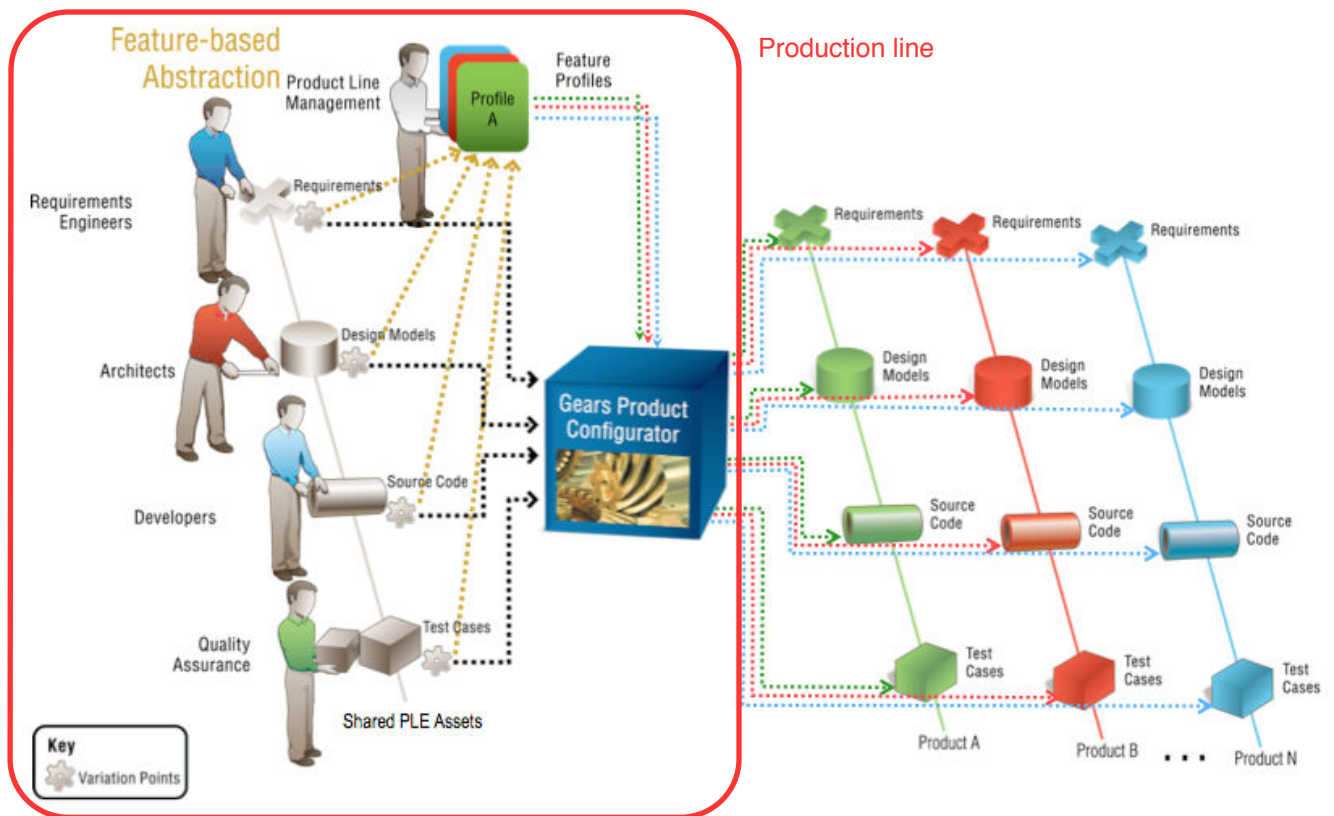 Feature-based
Abstraction
Production line
Product Line
Management
Profile
A
Feature
Profiles
Requirements
Requirements
Engineers
Design Models
Architects
Source Code
Developers
Test Cases
Quality
Assurance
Shared PLE Assets
Key
Variation Points
Gears Product
Configurator
Requirements
Requirements
Requirements
Design
Models
Design
Models
Design
Models
Source
Code
Source
Code
Source
Code
Test
Cases
Test
Cases
Test
Cases
Product A
Product B
...
Product N